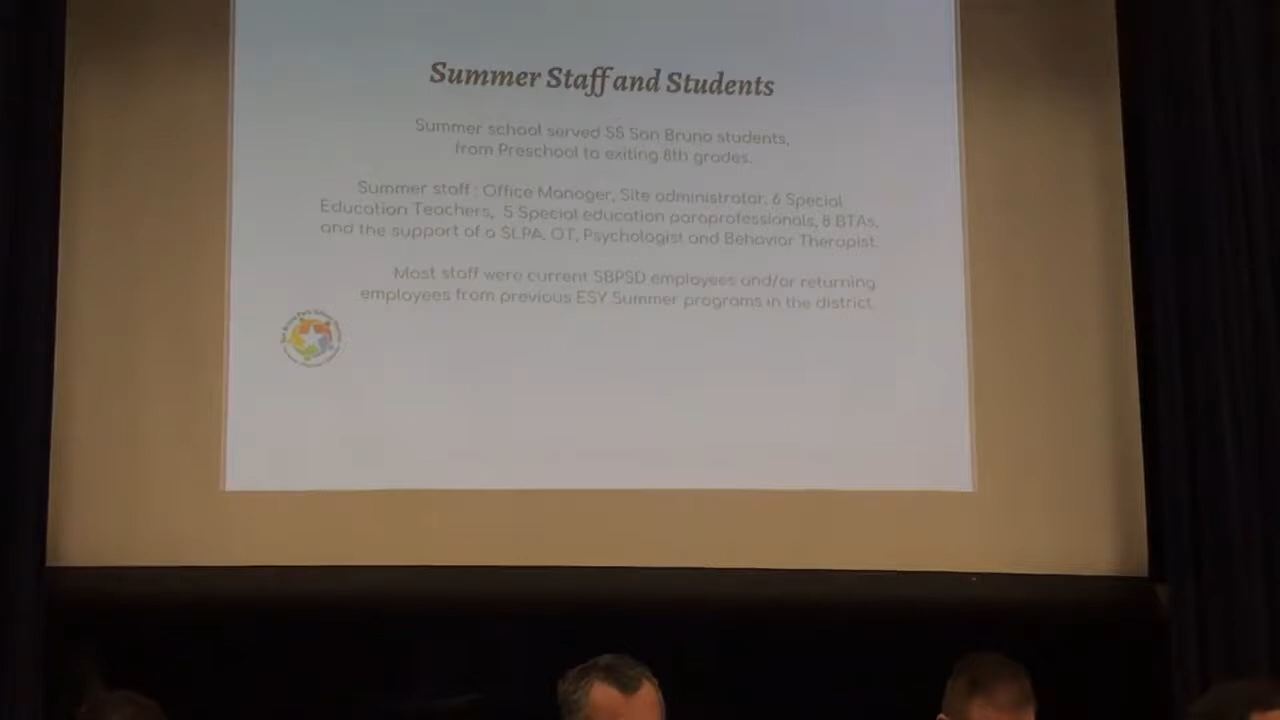 Summer Staff and Students
Summer school served 55 San Bruno students,
from Preschool to exiting 8th grades.
Summer staff : Office Manager, Site administrator, 6 Special
Education Teachers, 5 Special education paraprofessionals, 8 BTAs,
and the support of a SLPA, OT, Psychologist and Behavior Therapist.
Most staff were current SBPSD employees and/or returning
employees from previous ESY Summer programs in the district.